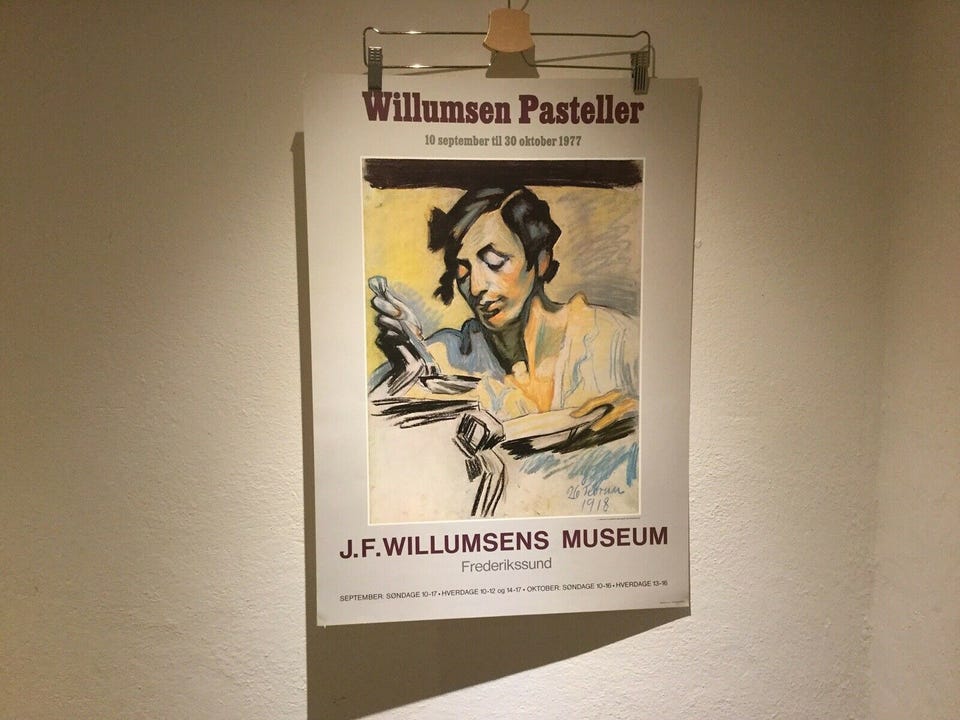 Willumsen Pasteller
10 september til 30 oktober 1977
26 Februar
1918
J.F. WILLUMSENS MUSEUM
Frederikssund
SEPTEMBER: SØNDAGE 10-17 • HVERDAGE 10-12 og 14-17 • OKTOBER: SØNDAGE 10-16 • HVERDAGE 13-16